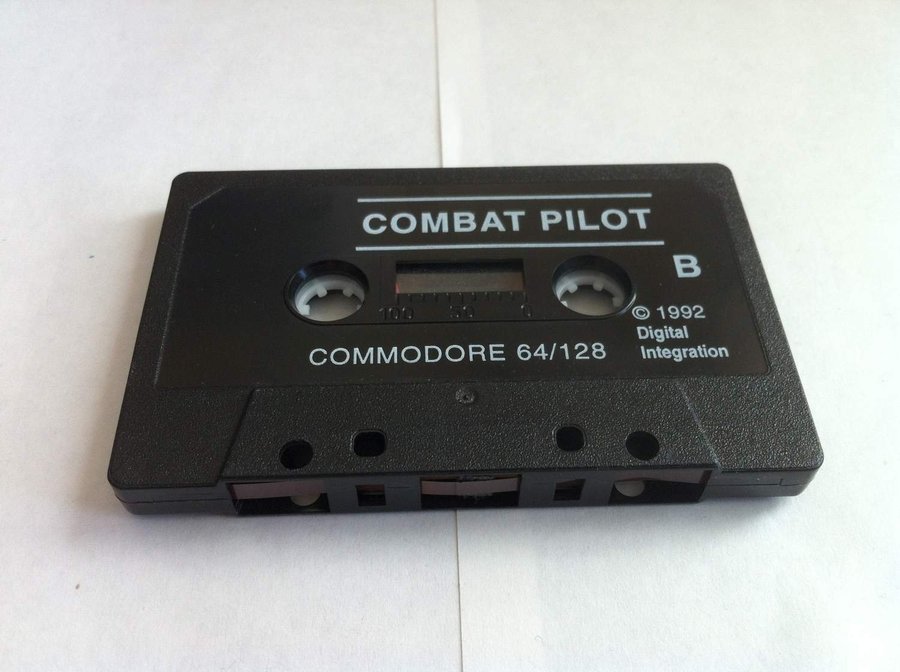 COMBAT PILOT
B
100 50 0
© 1992
Digital
Integration
COMMODORE 64/128